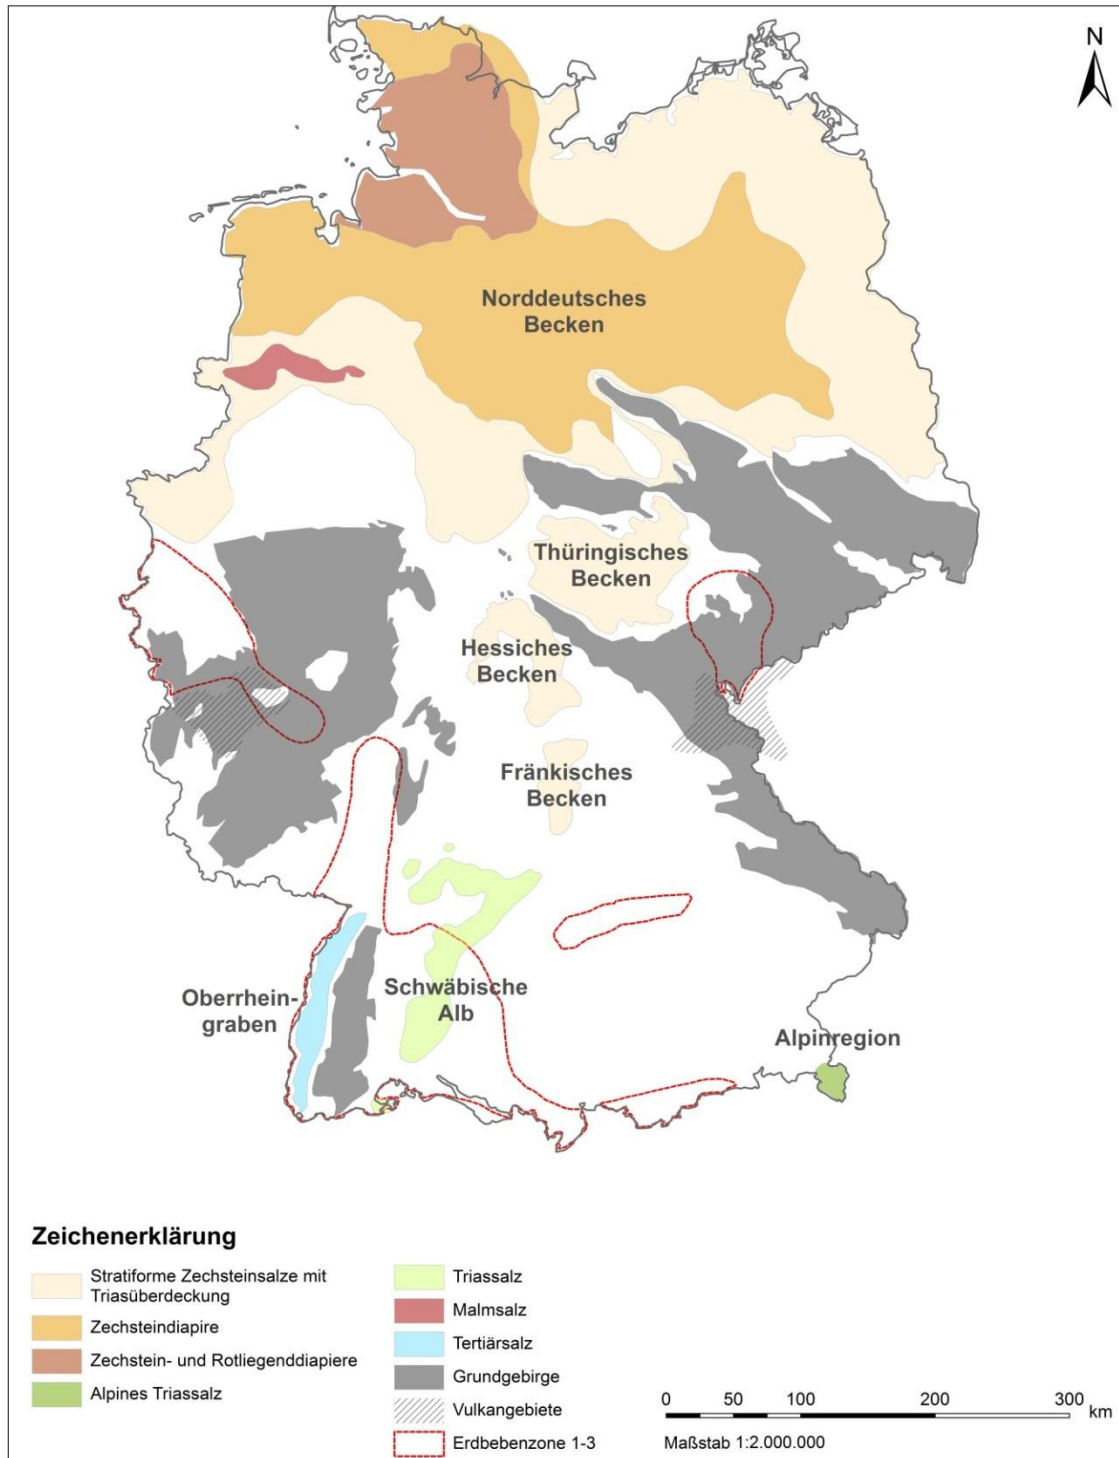 N
Norddeutsches
Becken
Thüringisches
Becken
Hessiches
Becken
Fränkisches
Becken
Schwäbische
Alb
Oberrhein-
graben
Alpinregion
Zeichenerklärung
Stratiforme Zechsteinsalze mit
Triasüberdeckung
Zechsteindiapire
Zechstein- und Rotliegenddiapiere
Alpines Triassalz
Triassalz
Malmsalz
Tertiärsalz
Grundgebirge
Vulkangebiete
Erdbebenzone 1-3
0 50 100 200 300
km
Maßstab 1:2.000.000